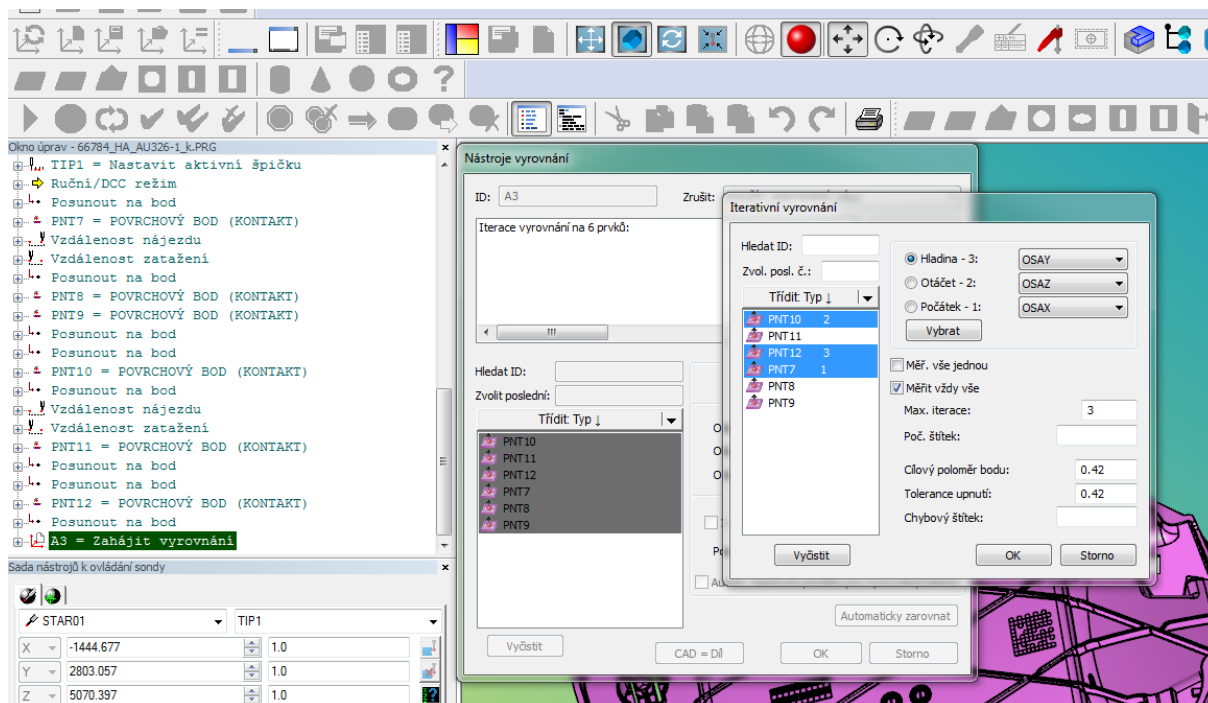 Okno úprav - 66784_HA_AU326-1_k.PRG
TIP1 = Nastavit aktivní špičku
Ruční/DCC režim
Posunout na bod
PNT7 = POVRCHOVÝ BOD (KONTAKT)
Vzdálenost nájezdu
Vzdálenost zatažení
Posunout na bod
PNT8 = POVRCHOVÝ BOD (KONTAKT)
PNT9 = POVRCHOVÝ BOD (KONTAKT)
Posunout na bod
Posunout na bod
PNT10 = POVRCHOVÝ BOD (KONTAKT)
Posunout na bod
Vzdálenost nájezdu
Vzdálenost zatažení
PNT11 = POVRCHOVÝ BOD (KONTAKT)
Posunout na bod
Posunout na bod
PNT12 = POVRCHOVÝ BOD (KONTAKT)
Posunout na bod
A3 = Zahájit vyrovnání
Sada nástrojů k ovládání sondy
STAR01 TIP1
X -1444.677 1.0
Y 2803.057 1.0
Z 5070.397 1.0
Nástroje vyrovnání
ID: A3 Zrušit:
Iterace vyrovnání na 6 prvků:
Hledat ID:
Zvolit poslední:
Třídit: Typ ↓
PNT10
PNT11
PNT12
PNT7
PNT8
PNT9
Vyčistit
Automaticky zarovnat
CAD = Díl OK Storno
Iterativní vyrovnání
Hledat ID:
Zvol. posl. č.:
Třídit: Typ ↓
PNT10 2
PNT11
PNT12 3
PNT7 1
PNT8
PNT9
Vyčistit
Hladina - 3: OSAY
Otáčet - 2: OSAZ
Počátek - 1: OSAX
Vybrat
Měř. vše jednou
Měřit vždy vše
Max. iterace: 3
Poč. štítek:
Cílový poloměr bodu: 0.42
Tolerance upnutí: 0.42
Chybový štítek:
OK Storno